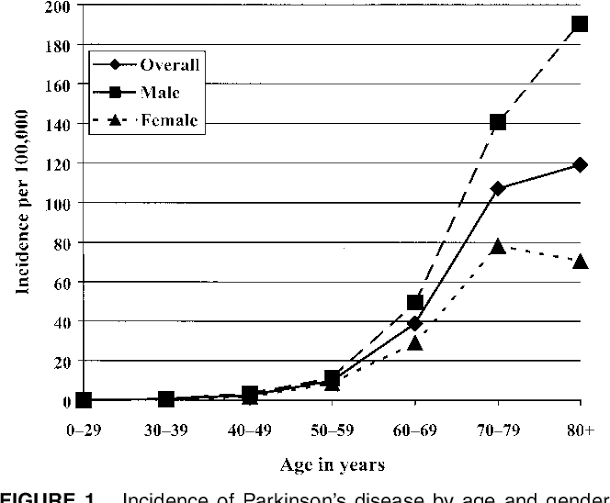 200
180
160
140
120
100
80
60
40
20
0
Incidence per 100,000
Overall
Male
Female
0–29 30–39 40–49 50–59 60–69 70–79 80+
Age in years
FIGURE 1. Incidence of Parkinson's disease by age and gender